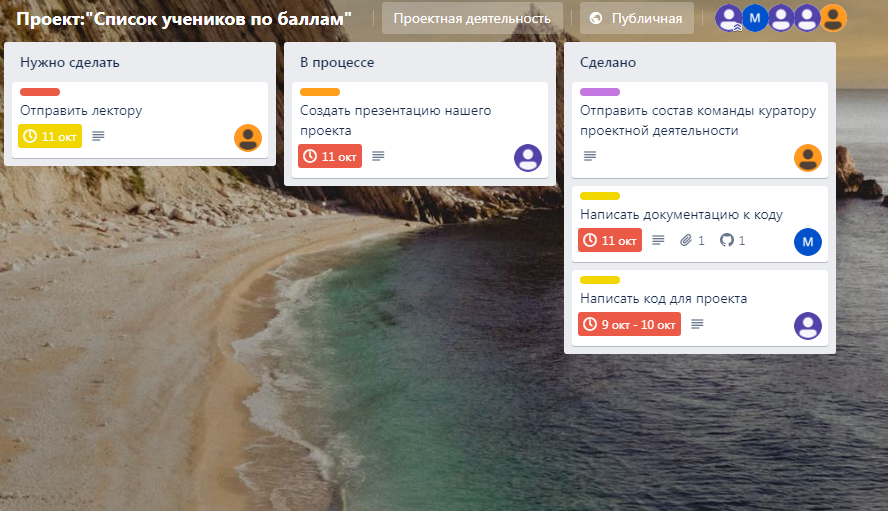 Проект:"Список учеников по баллам"
Проектная деятельность
Публичная
М
Нужно сделать
Отправить лектору
11 окт
В процессе
Создать презентацию нашего
проекта
11 окт
Сделано
Отправить состав команды куратору
проектной деятельности
Написать документацию к коду
11 окт
1
1
М
Написать код для проекта
9 окт - 10 окт